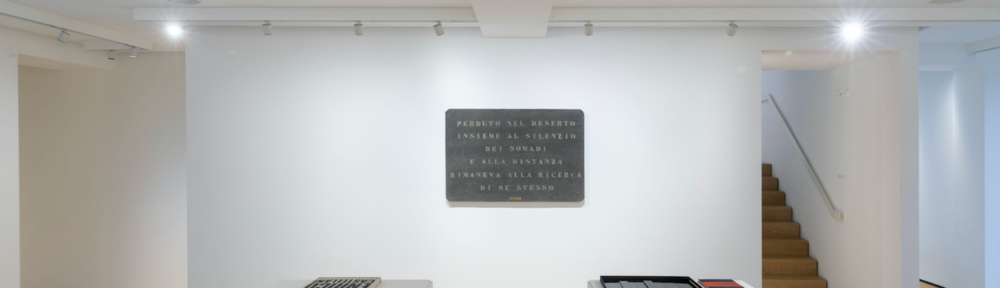 PERDUTO NEL DESERTO
INSIEME AL SILENZIO
DEI NOMADI
E ALLA DISTANZA
RIMANEVA ALLA RICERCA
DI SE STESSO